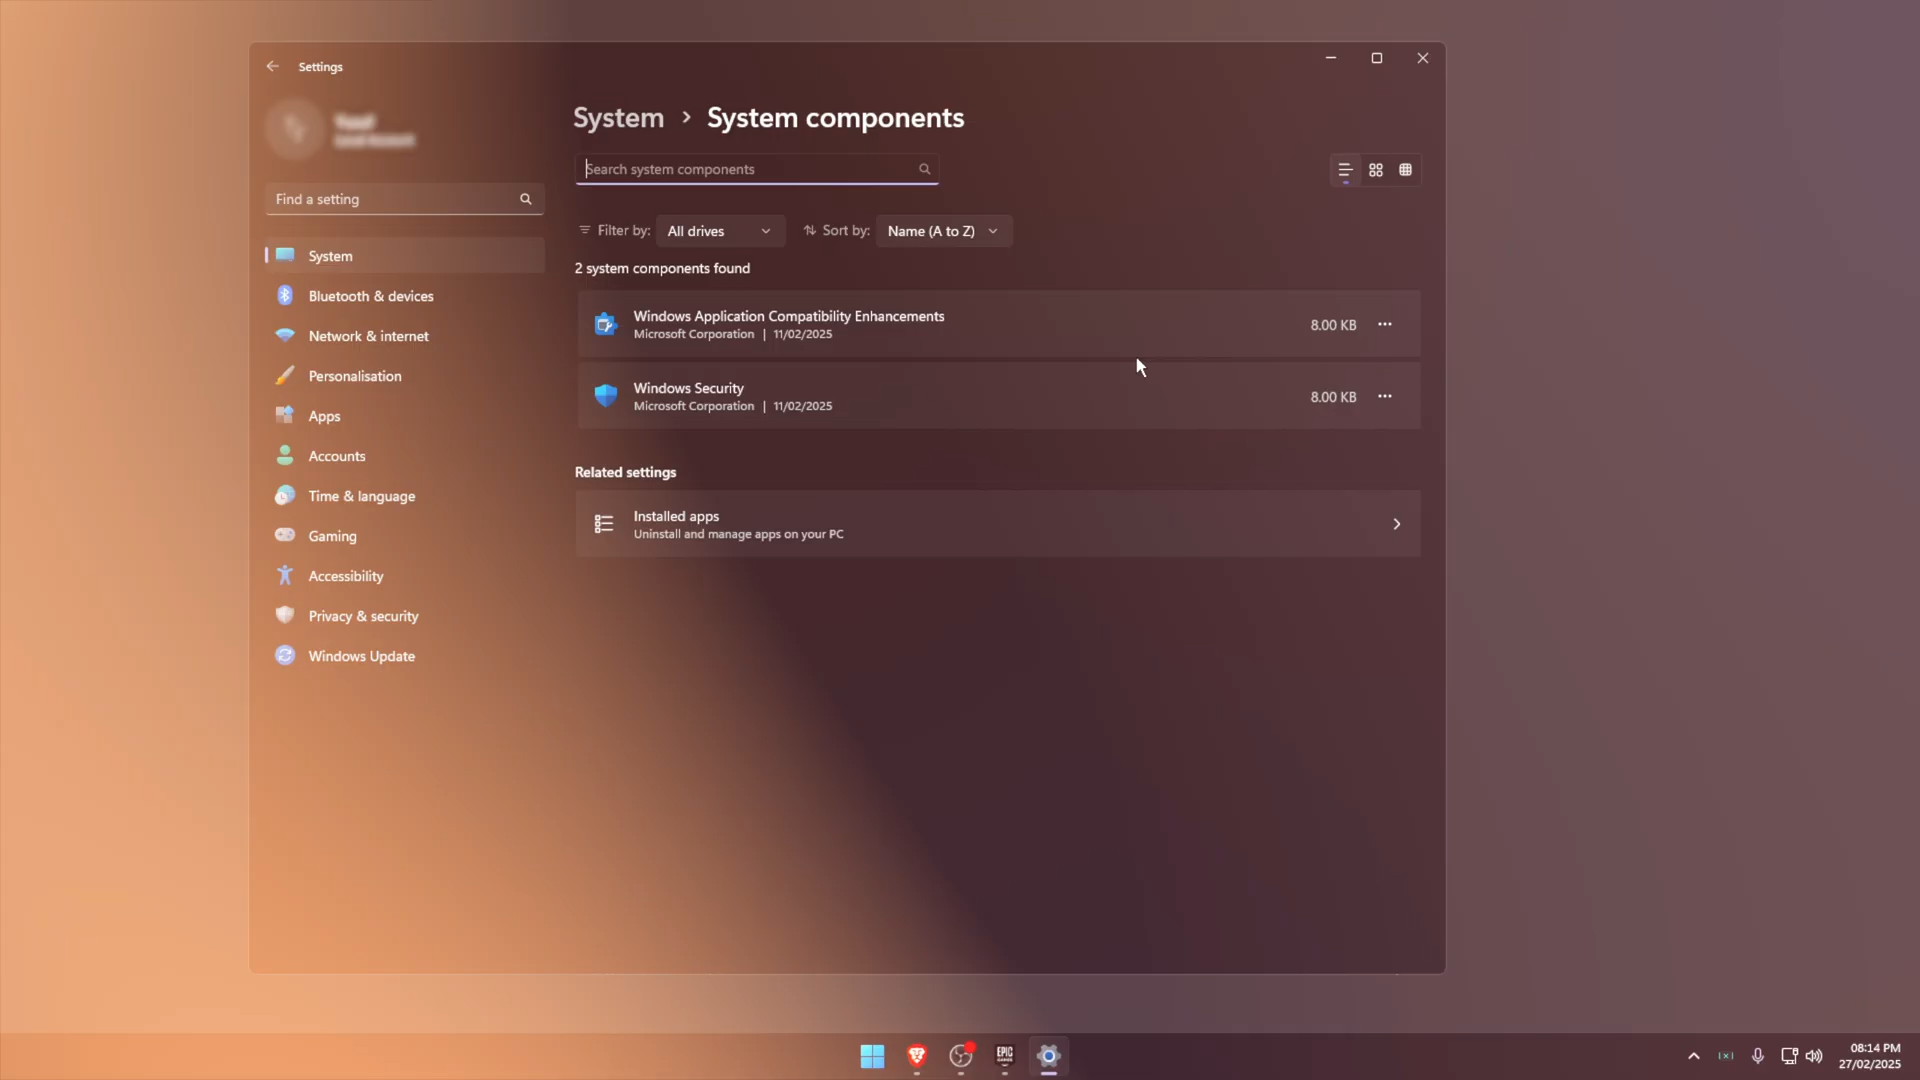 Settings
System > System components
Search system components
Find a setting
Filter by: All drives
Sort by: Name (A to Z)
2 system components found
System
Bluetooth & devices
Network & internet
Personalisation
Apps
Accounts
Time & language
Gaming
Accessibility
Privacy & security
Windows Update
Windows Application Compatibility Enhancements
Microsoft Corporation | 11/02/2025
8.00 KB
Windows Security
Microsoft Corporation | 11/02/2025
8.00 KB
Related settings
Installed apps
Uninstall and manage apps on your PC
EPIC
GAMES
08:14 PM
27/02/2025